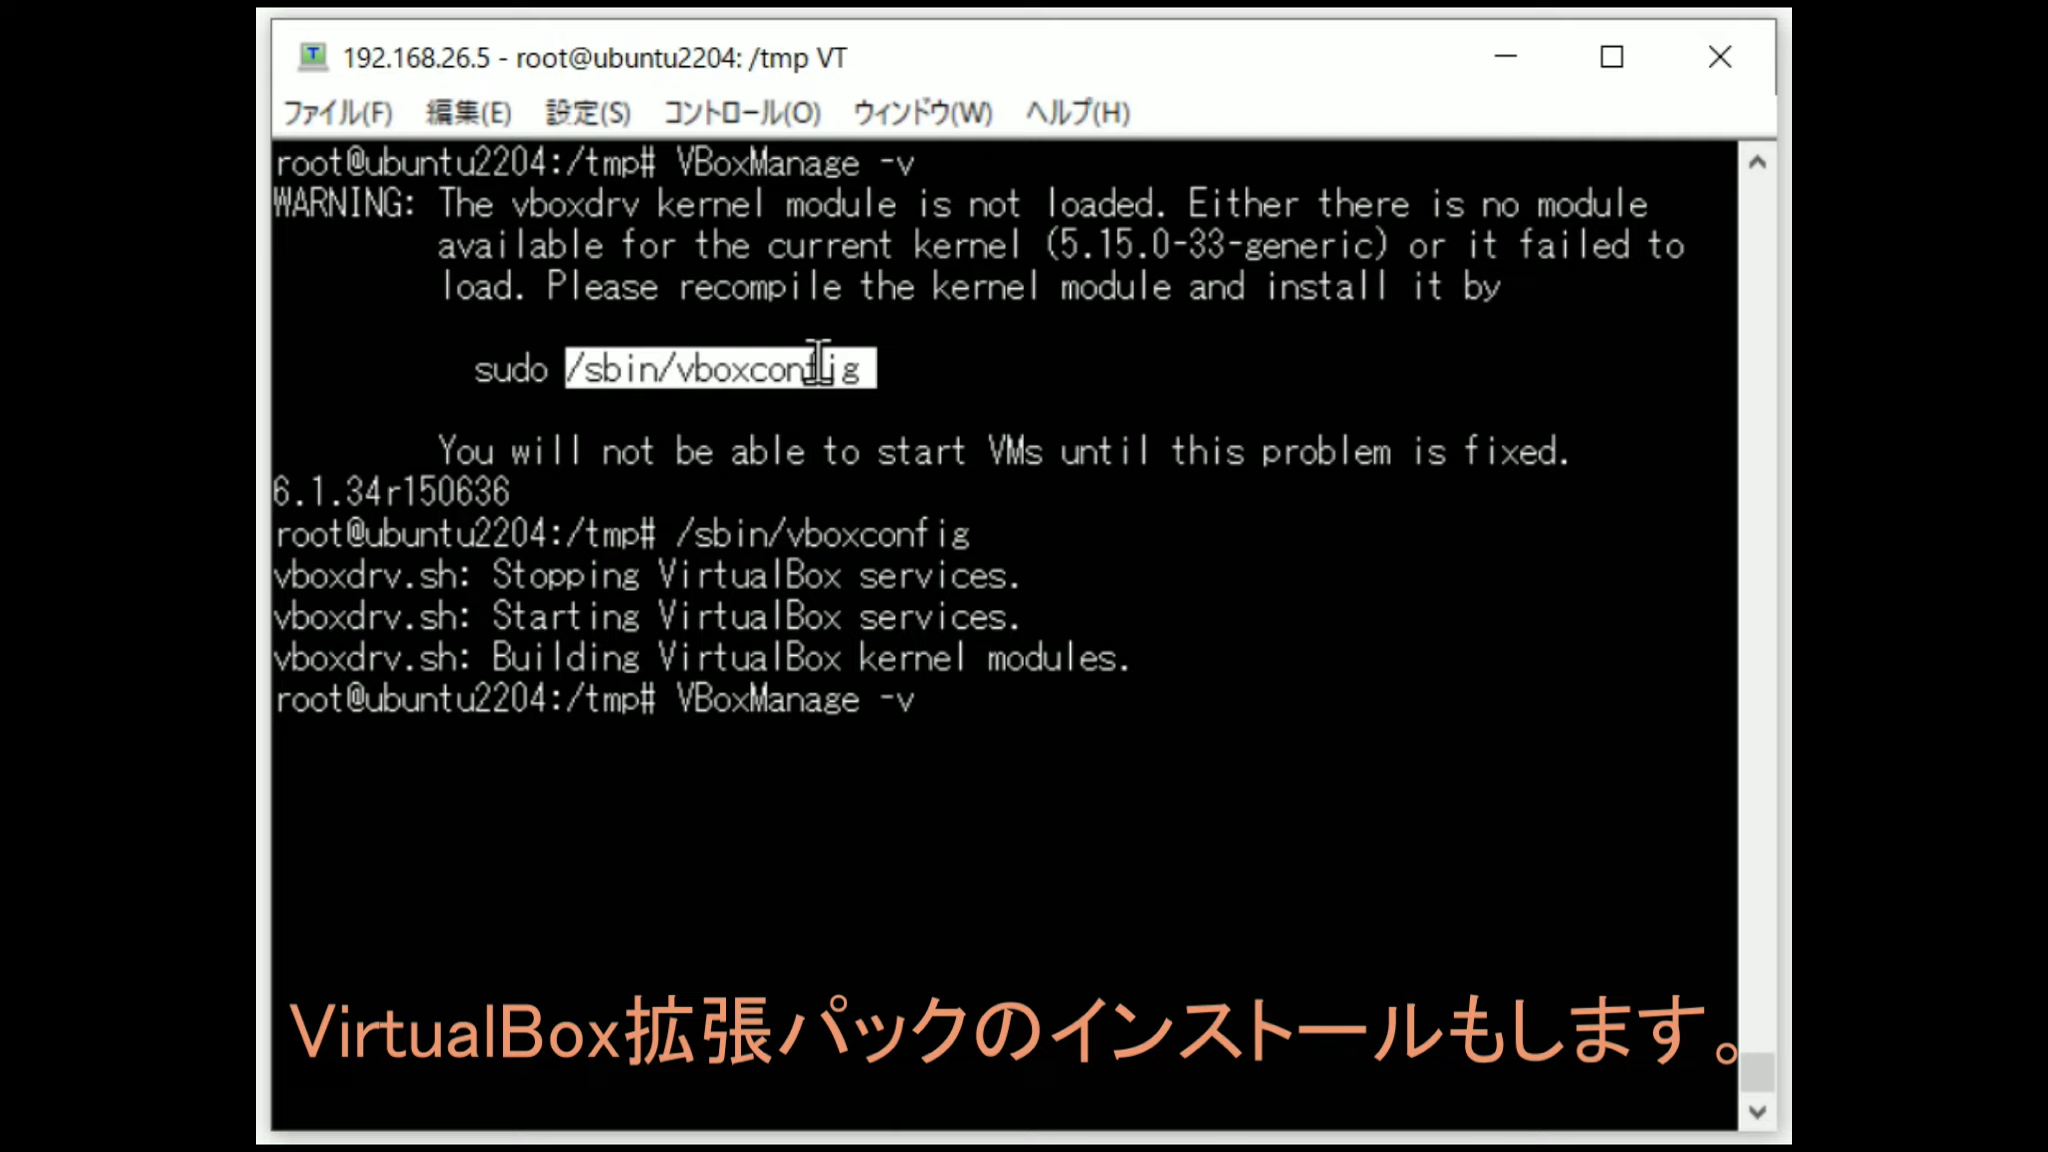 192.168.26.5 - root@ubuntu2204: /tmp VT
ファイル(F) 編集(E) 設定(S) コントロール(O) ウィンドウ(W) ヘルプ(H)
root@ubuntu2204:/tmp# VBoxManage -v
WARNING: The vboxdrv kernel module is not loaded. Either there is no module
available for the current kernel (5.15.0-33-generic) or it failed to
load. Please recompile the kernel module and install it by
sudo /sbin/vboxconfig
You will not be able to start VMs until this problem is fixed.
6.1.34r150636
root@ubuntu2204:/tmp# /sbin/vboxconfig
vboxdrv.sh: Stopping VirtualBox services.
vboxdrv.sh: Starting VirtualBox services.
vboxdrv.sh: Building VirtualBox kernel modules.
root@ubuntu2204:/tmp# VBoxManage -v
VirtualBox拡張パックのインストールもします。